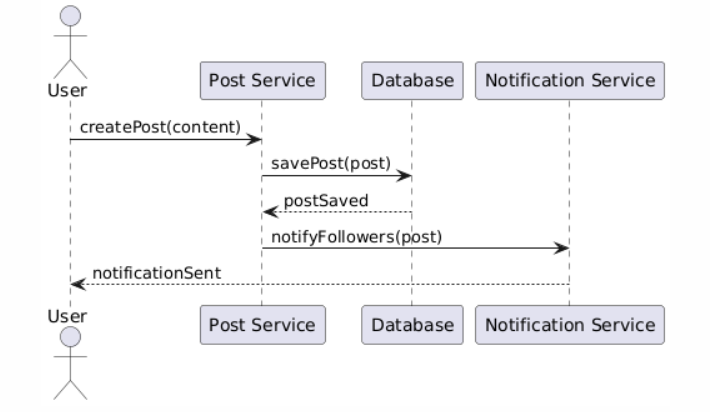 User
Post Service
Database
Notification Service
createPost(content)
savePost(post)
postSaved
notifyFollowers(post)
notificationSent
User
Post Service
Database
Notification Service